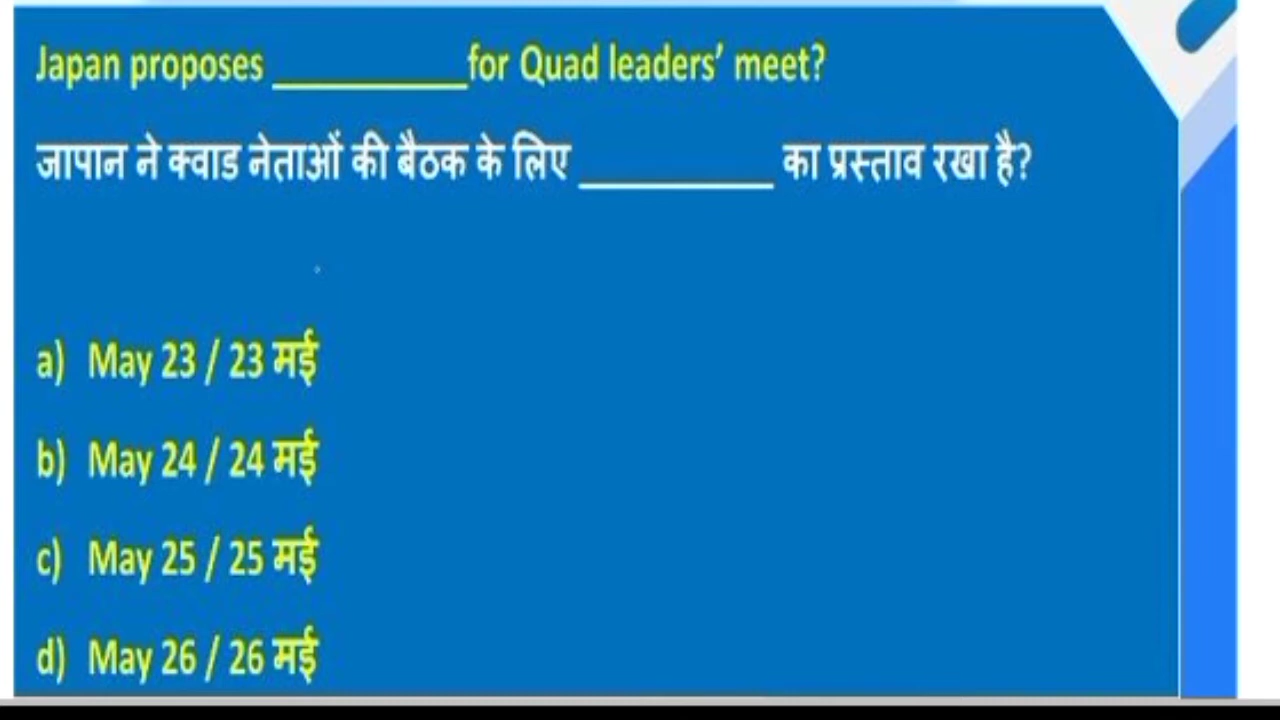 Japan proposes __________for Quad leaders’ meet?
जापान ने क्वाड नेताओं की बैठक के लिए __________ का प्रस्ताव रखा है?
a) May 23 / 23 मई
b) May 24 / 24 मई
c) May 25 / 25 मई
d) May 26 / 26 मई